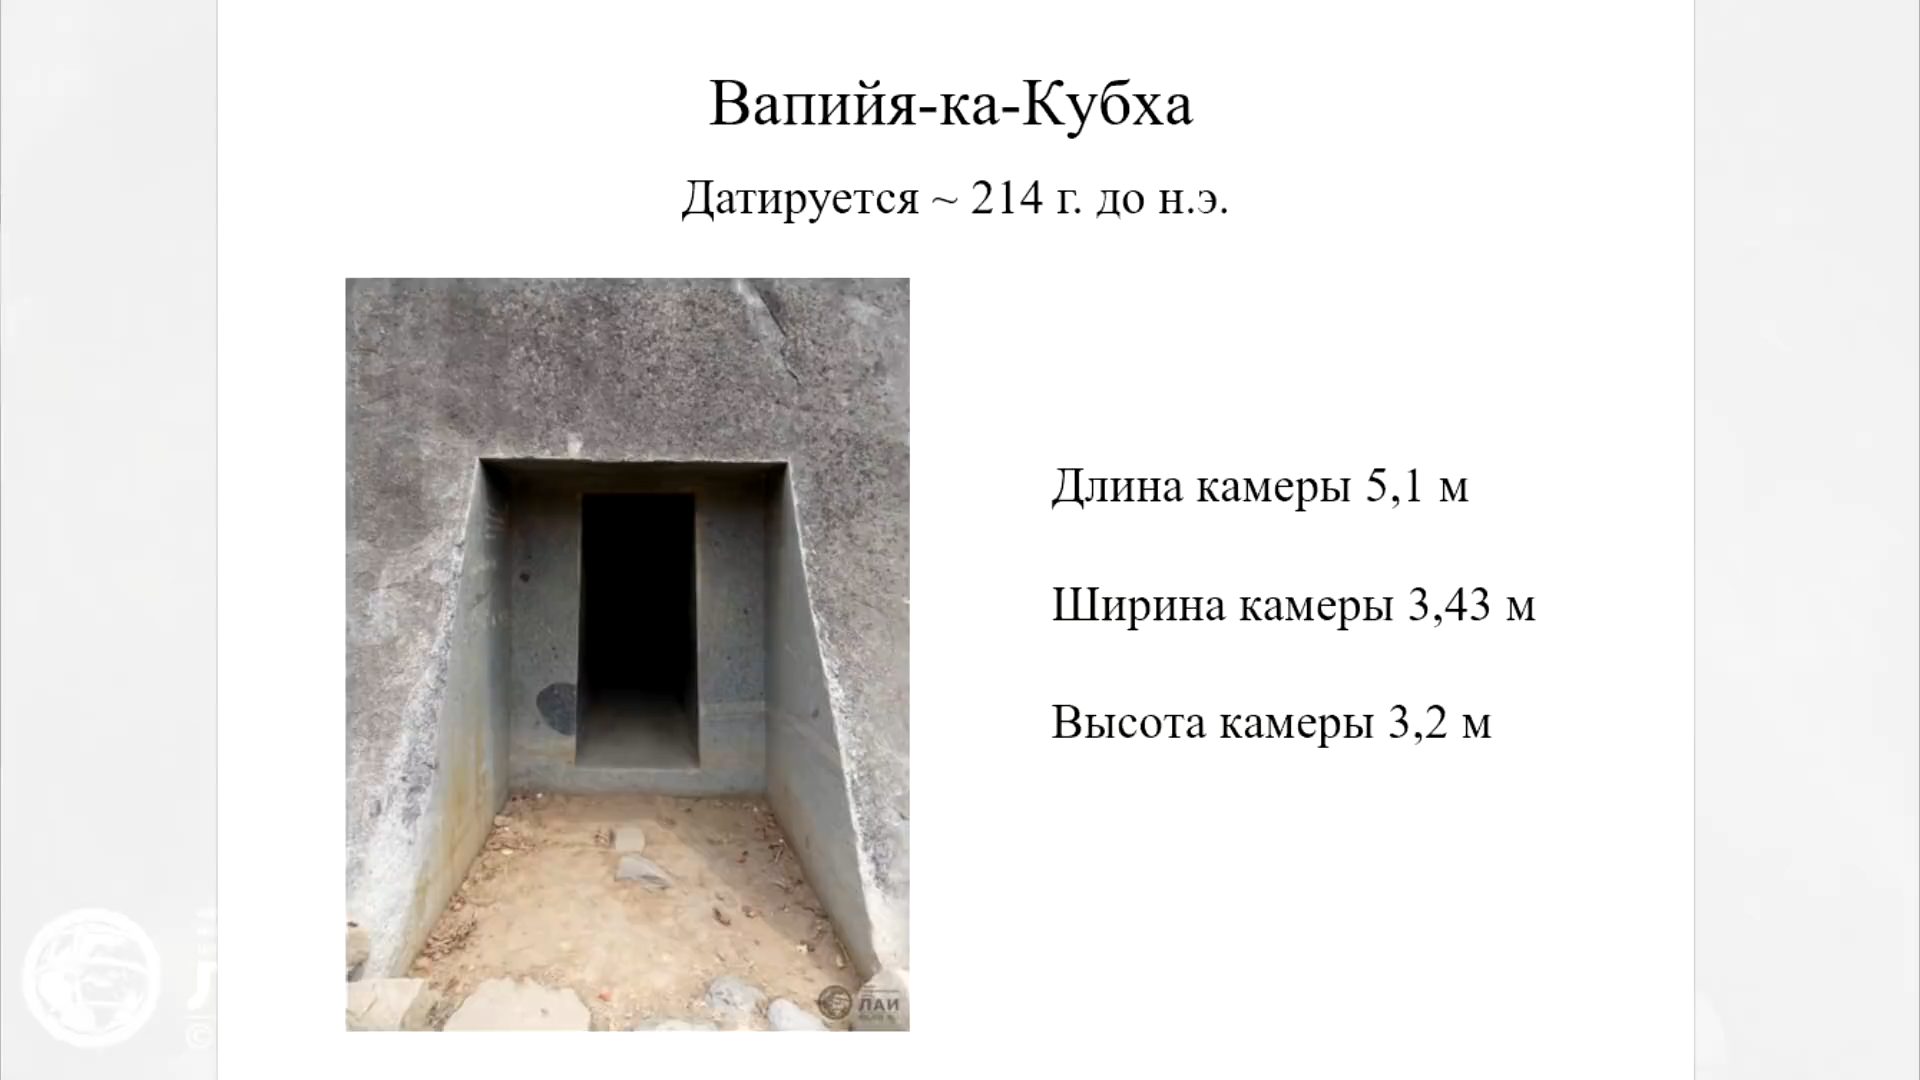 Вапийя-ка-Кубха
Датируется ~ 214 г. до н.э.
Длина камеры 5,1 м
Ширина камеры 3,43 м
Высота камеры 3,2 м
ЛАИ